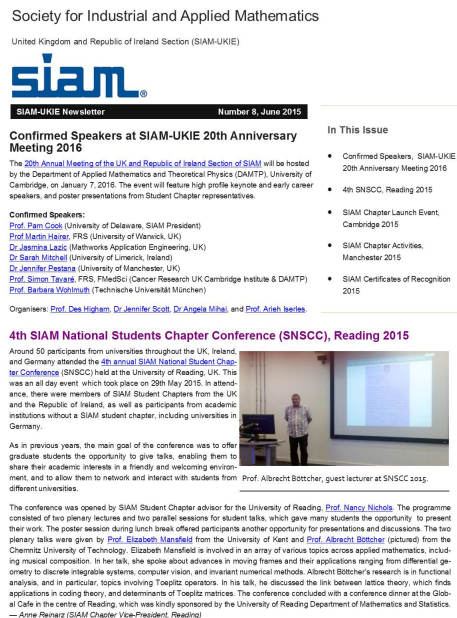 Society for Industrial and Applied Mathematics
United Kingdom and Republic of Ireland Section (SIAM-UKIE)
siam®
SIAM-UKIE Newsletter Number 8, June 2015
Confirmed Speakers at SIAM-UKIE 20th Anniversary
Meeting 2016
The 20th Annual Meeting of the UK and Republic of Ireland Section of SIAM will be hosted
by the Department of Applied Mathematics and Theoretical Physics (DAMTP), University of
Cambridge, on January 7, 2016. The event will feature high profile keynote and early career
speakers, and poster presentations from Student Chapter representatives.
Confirmed Speakers:
Prof. Pam Cook (University of Delaware, SIAM President)
Prof Martin Hairer, FRS (University of Warwick, UK)
Dr Jasmina Lazic (Mathworks Application Engineering, UK)
Dr Sarah Mitchell (University of Limerick, Ireland)
Dr Jennifer Pestana (University of Manchester, UK)
Prof. Simon Tavaré, FRS, FMedSci (Cancer Research UK Cambridge Institute & DAMTP)
Prof. Barbara Wohlmuth (Technische Universität München)
Organisers: Prof. Des Higham, Dr Jennifer Scott, Dr Angela Mihai, and Prof. Arieh Iserles.
In This Issue
• Confirmed Speakers, SIAM-UKIE
20th Anniversary Meeting 2016
• 4th SNSCC, Reading 2015
• SIAM Chapter Launch Event,
Cambridge 2015
• SIAM Chapter Activities,
Manchester 2015
• SIAM Certificates of Recognition
2015
4th SIAM National Students Chapter Conference (SNSCC), Reading 2015
Around 50 participants from universities throughout the UK, Ireland,
and Germany attended the 4th annual SIAM National Student Chap-
ter Conference (SNSCC) held at the University of Reading, UK. This
was an all day event which took place on 29th May 2015. In attend-
ance, there were members of SIAM Student Chapters from the UK
and the Republic of Ireland, as well as participants from academic
institutions without a SIAM student chapter, including universities in
Germany.
As in previous years, the main goal of the conference was to offer
graduate students the opportunity to give talks, enabling them to
share their academic interests in a friendly and welcoming environ-
ment, and to allow them to network and interact with students from
different universities.
Prof. Albrecht Böttcher, guest lecturer at SNSCC 2015.
The conference was opened by SIAM Student Chapter advisor for the University of Reading, Prof. Nancy Nichols. The programme
consisted of two plenary lectures and two parallel sessions for student talks, which gave many students the opportunity to present
their work. The poster session during lunch break offered participants another opportunity for presentations and discussions. The two
plenary talks were given by Prof. Elizabeth Mansfield from the University of Kent and Prof. Albrecht Böttcher (pictured) from the
Chemnitz University of Technology. Elizabeth Mansfield is involved in an array of various topics across applied mathematics, includ-
ing musical composition. In her talk, she spoke about advances in moving frames and their applications ranging from differential ge-
ometry to discrete integrable systems, computer vision, and invariant numerical methods. Albrecht Böttcher's research is in functional
analysis, and in particular, topics involving Toeplitz operators. In his talk, he discussed the link between lattice theory, which finds
applications in coding theory, and determinants of Toeplitz matrices. The conference concluded with a conference dinner at the Glob-
al Cafe in the centre of Reading, which was kindly sponsored by the University of Reading Department of Mathematics and Statistics.
— Anne Reinarz (SIAM Chapter Vice-President, Reading)